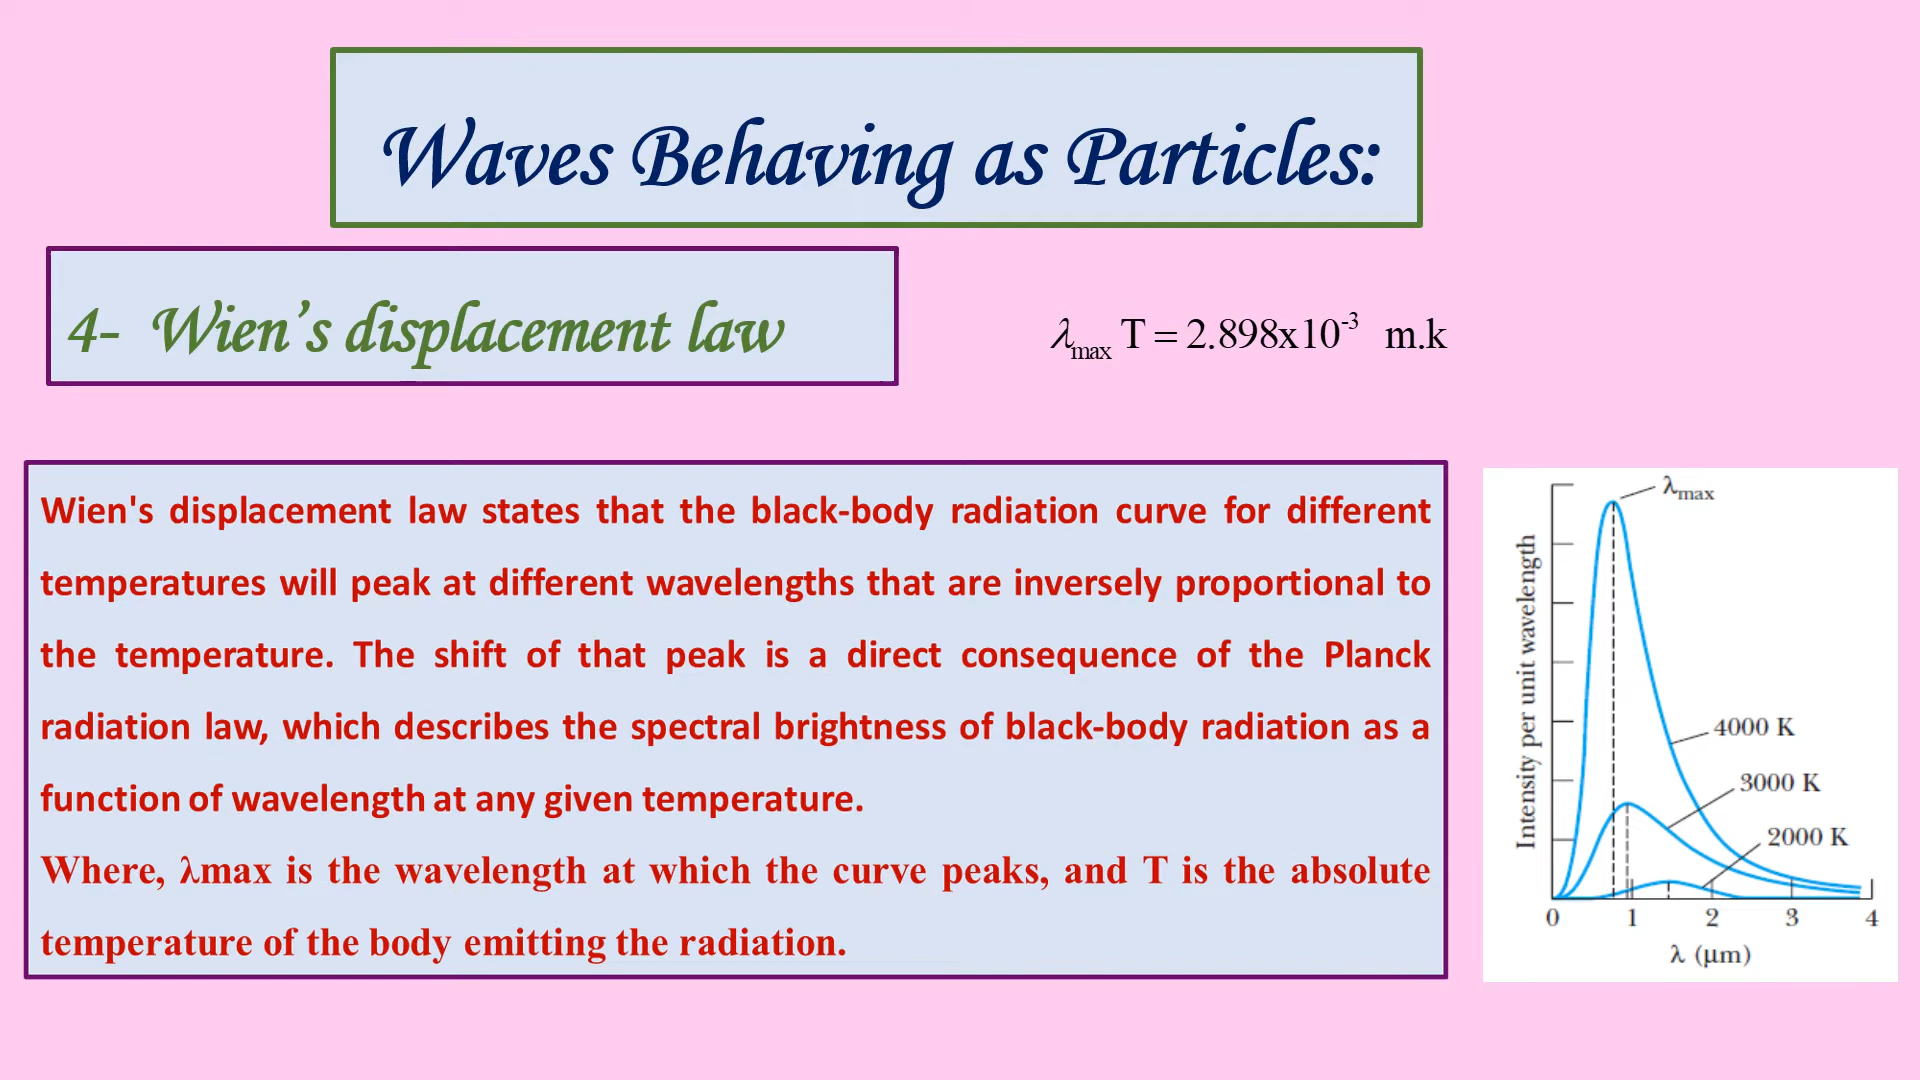 Waves Behaving as Particles:
4- Wien’s displacement law
λmax T = 2.898x10-3 m.k
Wien's displacement law states that the black-body radiation curve for different
temperatures will peak at different wavelengths that are inversely proportional to
the temperature. The shift of that peak is a direct consequence of the Planck
radiation law, which describes the spectral brightness of black-body radiation as a
function of wavelength at any given temperature.
Where, λmax is the wavelength at which the curve peaks, and T is the absolute
temperature of the body emitting the radiation.
λmax
Intensity per unit wavelength
4000 K
3000 K
2000 K
0 1 2 3 4
λ (μm)